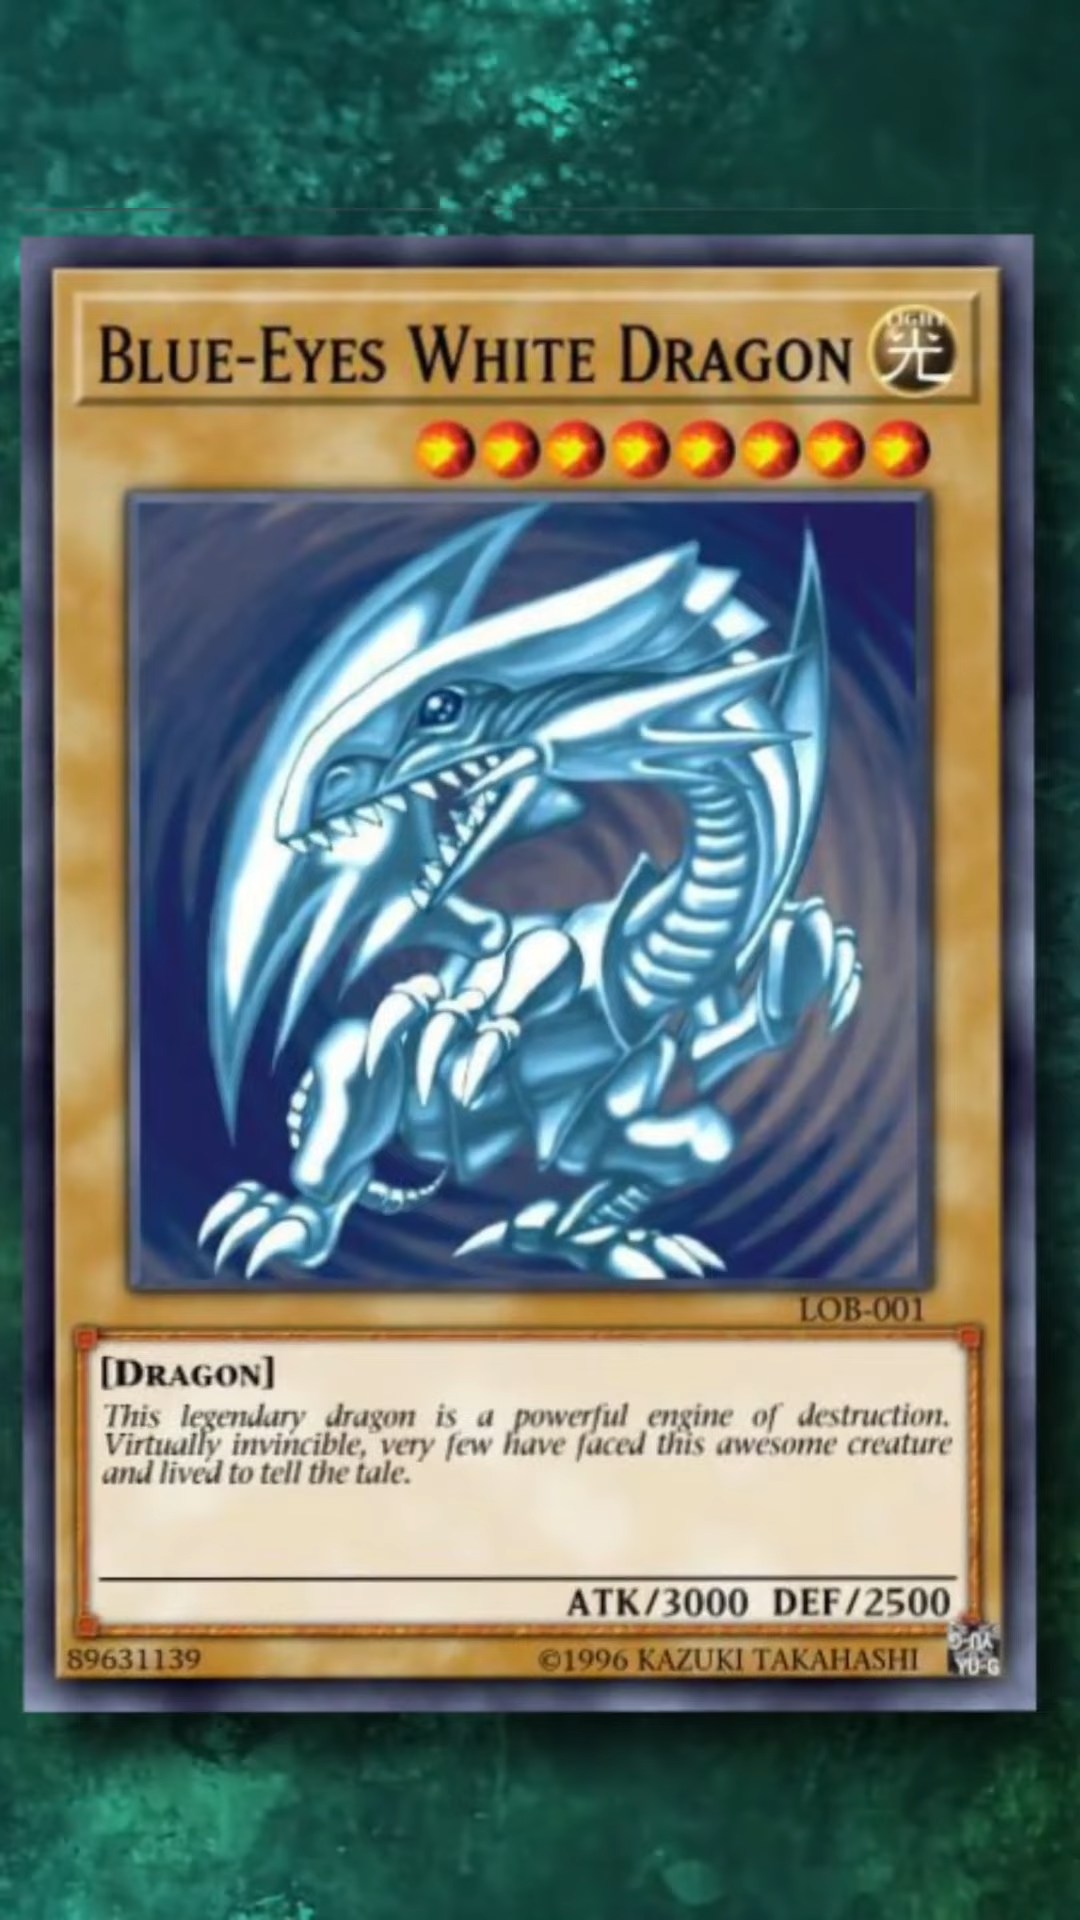 BLUE-EYES WHITE DRAGON
LIGHT
光
LOB-001
[DRAGON]
This legendary dragon is a powerful engine of destruction.
Virtually invincible, very few have faced this awesome creature
and lived to tell the tale.
ATK/3000 DEF/2500
89631139
©1996 KAZUKI TAKAHASHI